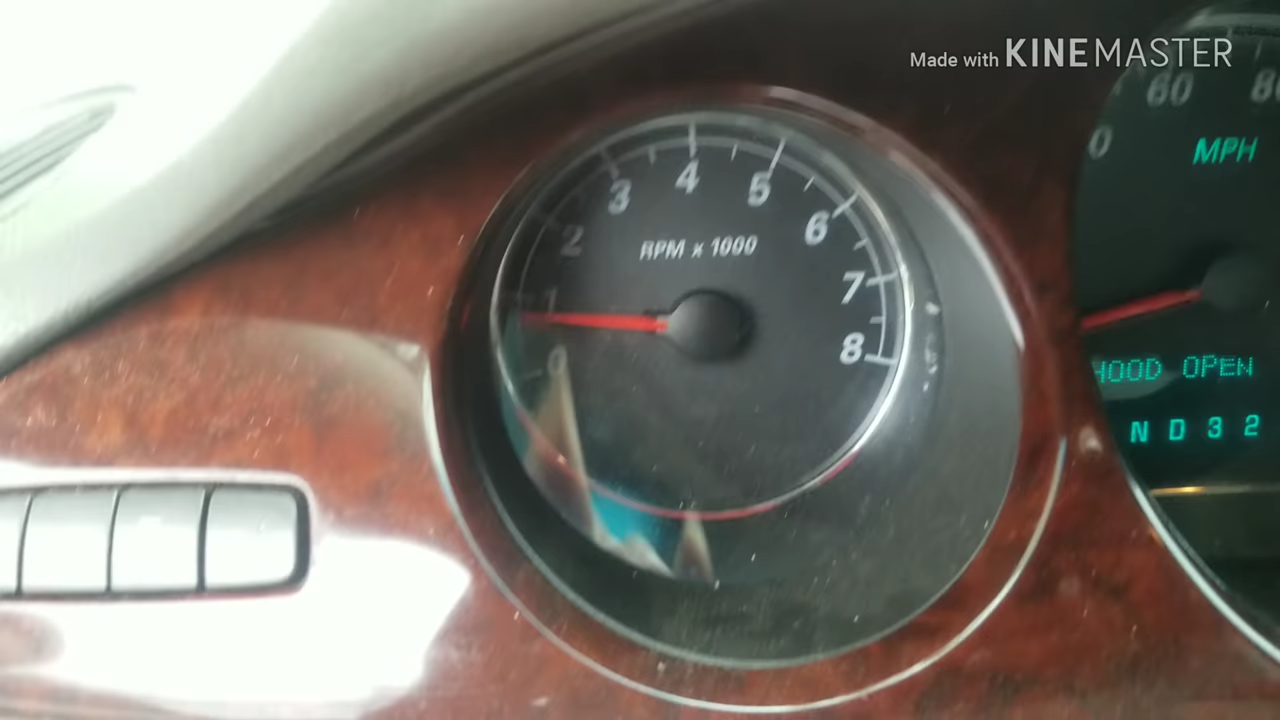 Made with KINEMASTER
60 80
0
MPH
3 4 5
2 6
RPM x 1000
1 7
0 8
HOOD OPEN
N D 3 2